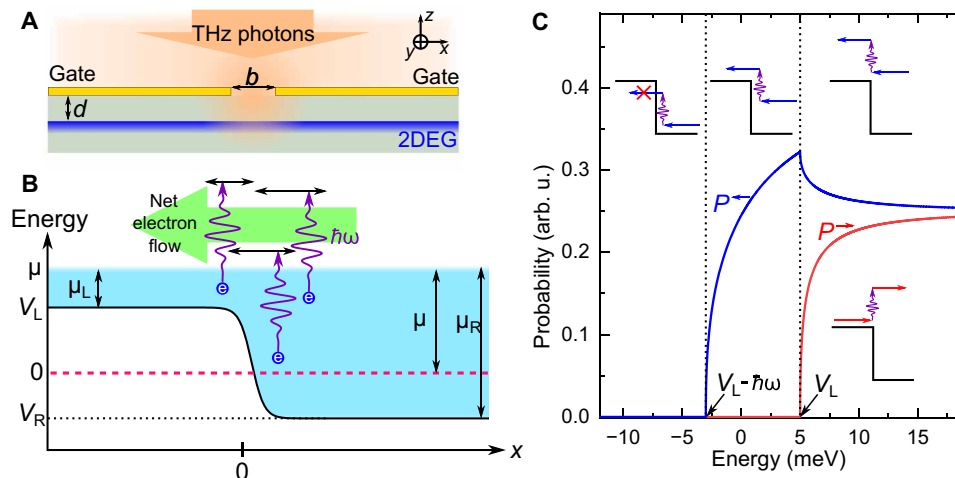 A
THz photons
z
y
x
Gate
b
Gate
d
2DEG
B
Energy
Net
electron
flow
ħω
μ
μL
VL
e
e
e
μ
μR
0
VR
x
0
C
Probability (arb. u.)
0.4
0.3
0.2
0.1
0.0
P←
P→
VL-ħω
VL
−10
−5
0
5
10
15
Energy (meV)